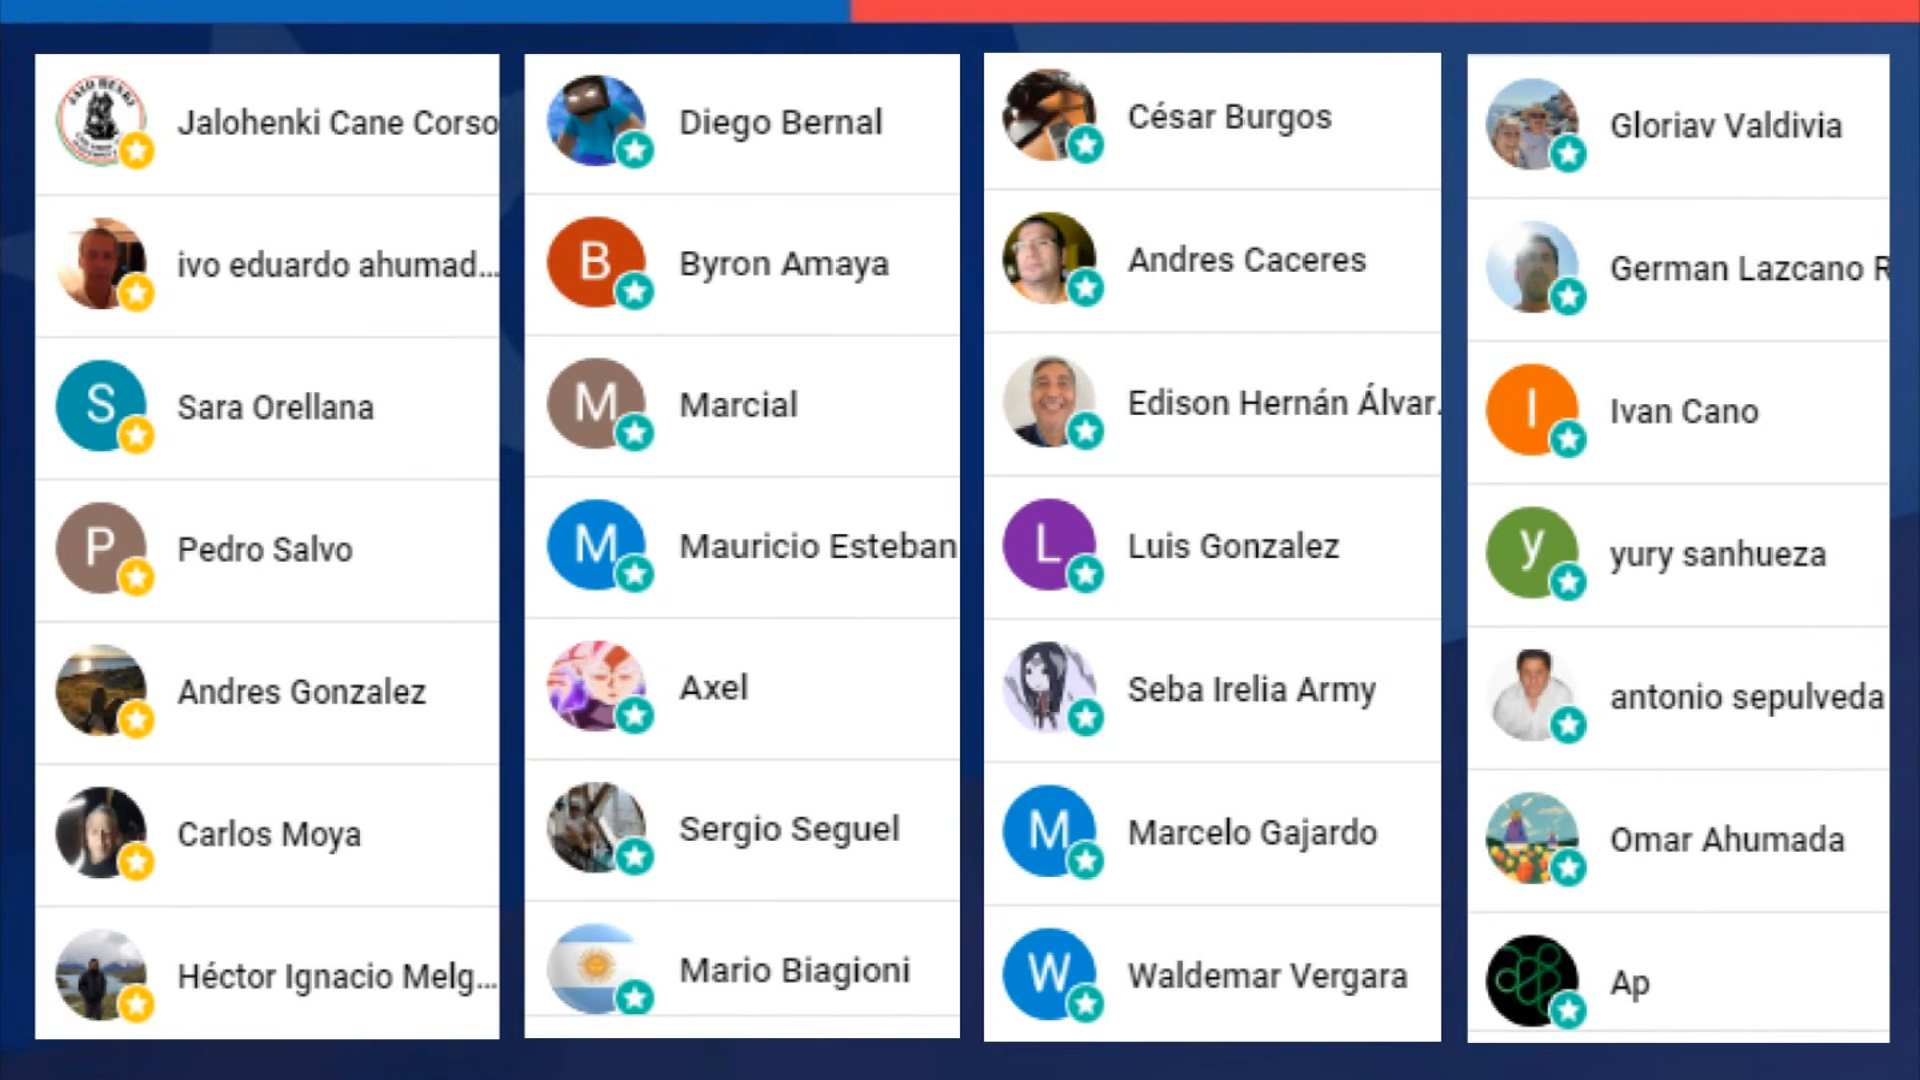 Jalohenki Cane Corso
ivo eduardo ahumad...
S
Sara Orellana
P
Pedro Salvo
Andres Gonzalez
Carlos Moya
Héctor Ignacio Melg...
Diego Bernal
B
Byron Amaya
M
Marcial
M
Mauricio Esteban
Axel
Sergio Seguel
Mario Biagioni
César Burgos
Andres Caceres
Edison Hernán Álvar.
L
Luis Gonzalez
Seba Irelia Army
M
Marcelo Gajardo
W
Waldemar Vergara
Gloriav Valdivia
German Lazcano R
I
Ivan Cano
y
yury sanhueza
antonio sepulveda
Omar Ahumada
Ap